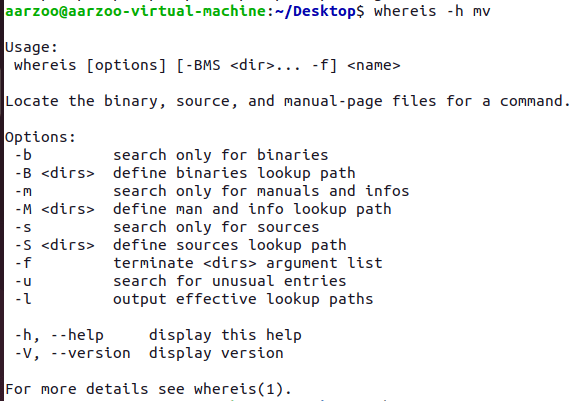 aarzoo@aarzoo-virtual-machine:~/Desktop$ whereis -h mv
Usage:
whereis [options] [-BMS <dir>... -f] <name>
Locate the binary, source, and manual-page files for a command.
Options:
-b search only for binaries
-B <dirs> define binaries lookup path
-m search only for manuals and infos
-M <dirs> define man and info lookup path
-s search only for sources
-S <dirs> define sources lookup path
-f terminate <dirs> argument list
-u search for unusual entries
-l output effective lookup paths
-h, --help display this help
-V, --version display version
For more details see whereis(1).